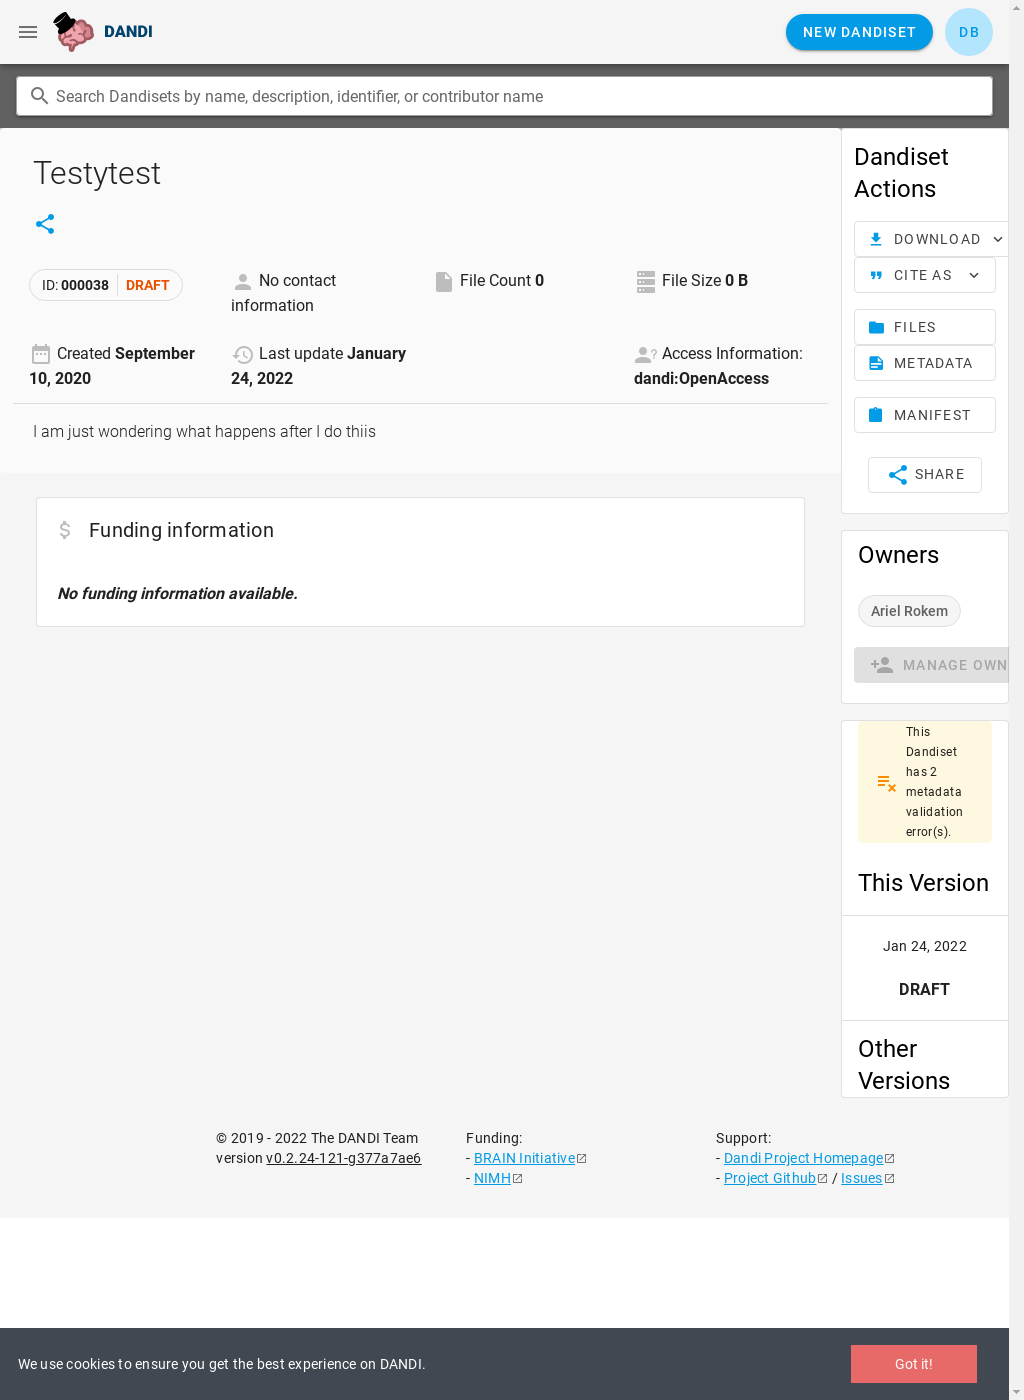 DANDI
NEW DANDISET
DB
Search Dandisets by name, description, identifier, or contributor name
Testytest
ID: 000038 DRAFT
No contact
information
File Count 0
File Size 0 B
Created September
10, 2020
Last update January
24, 2022
Access Information:
dandi:OpenAccess
I am just wondering what happens after I do thiis
Funding information
No funding information available.
Dandiset
Actions
DOWNLOAD
CITE AS
FILES
METADATA
MANIFEST
SHARE
Owners
Ariel Rokem
MANAGE OWN
This
Dandiset
has 2
metadata
validation
error(s).
This Version
Jan 24, 2022
DRAFT
Other
Versions
© 2019 - 2022 The DANDI Team
version v0.2.24-121-g377a7ae6
Funding:
- BRAIN Initiative
- NIMH
Support:
- Dandi Project Homepage
- Project Github / Issues
We use cookies to ensure you get the best experience on DANDI.
Got it!